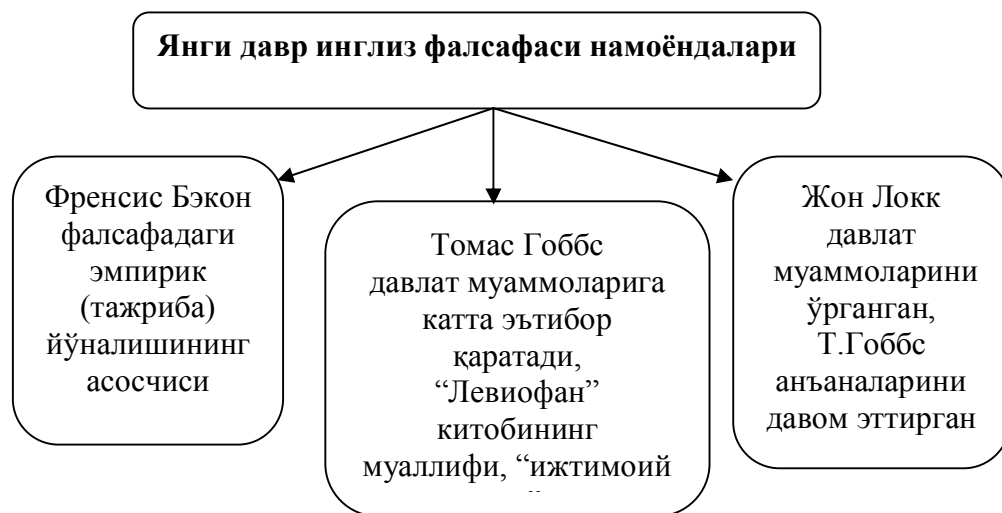 Янги давр инглиз фалсафаси намоёндалари
Френсис Бэкон
фалсафадаги
эмпирик
(тажриба)
йўналишининг
асосчиси
Томас Гоббс
давлат муаммоларига
катта эътибор
қаратади,
“Левиофан”
китобининг
муаллифи, “ижтимоий
Жон Локк
давлат
муаммоларини
ўрганган,
Т.Гоббс
анъаналарини
давом эттирган